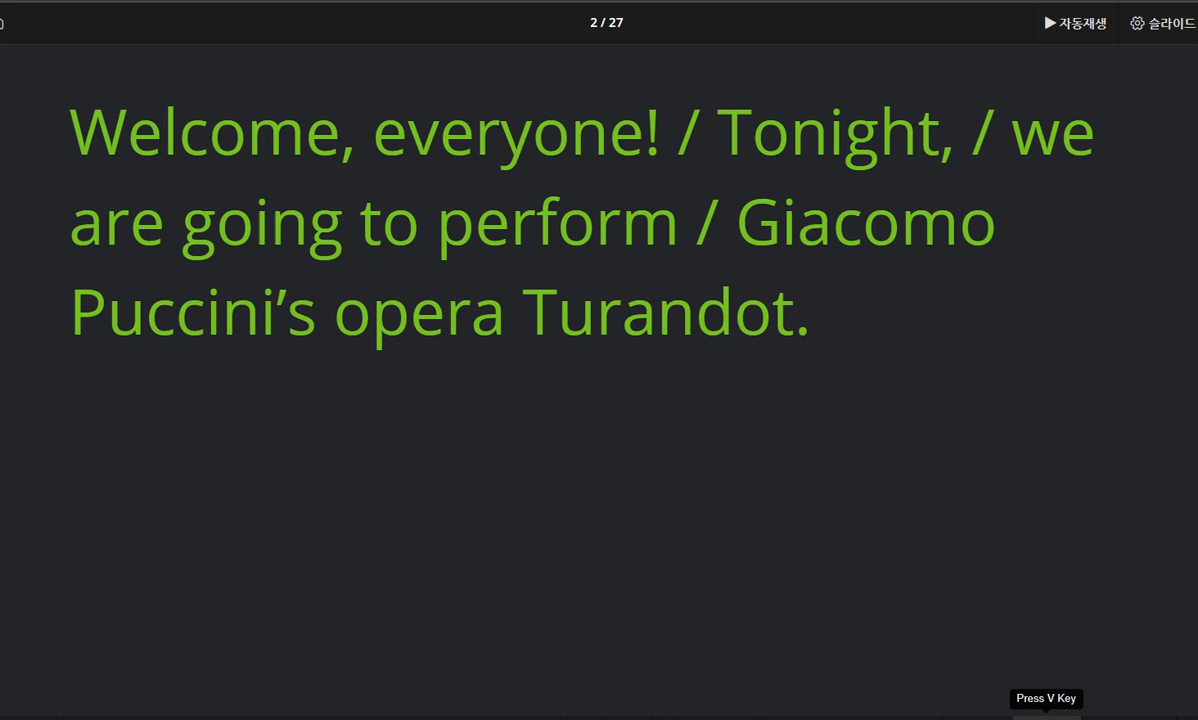 2 / 27
▶ 자동재생
슬라이드
Welcome, everyone! / Tonight, / we
are going to perform / Giacomo
Puccini’s opera Turandot.
Press V Key